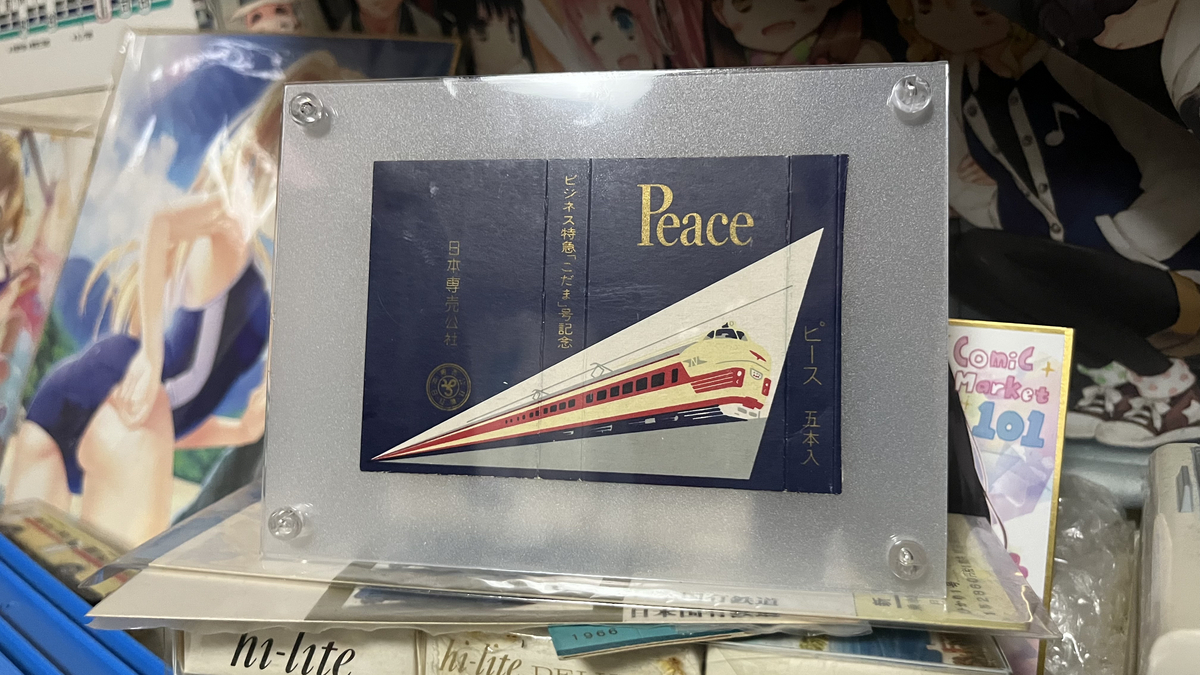 日本専売公社
ビジネス特急「こだま」号記念
Peace
ピース 五本入
Comic
Market
101
日本国有鉄道
1966
hi-lite
hi-lite